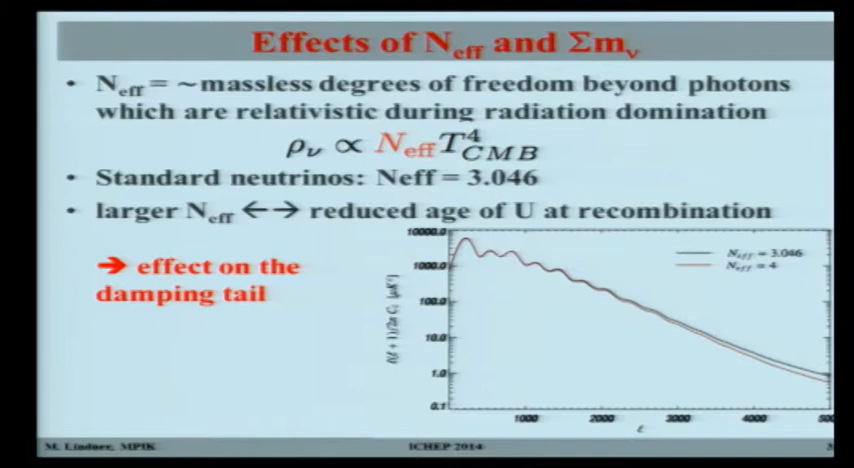 Effects of N_eff and Σm_ν
• N_eff = ~massless degrees of freedom beyond photons
which are relativistic during radiation domination
ρ_ν ∝ N_eff T^4_CMB
• Standard neutrinos: Neff = 3.046
• larger N_eff ←→ reduced age of U at recombination
➔ effect on the
damping tail
10000.0
1000.0
100.0
10.0
1.0
0.1
ℓ(ℓ+1)/2π C_ℓ (μK²)
N_eff = 3.046
N_eff = 4
1000
2000
3000
4000
500
ℓ
M. Lindner, MPIK
ICHEP 2014
3